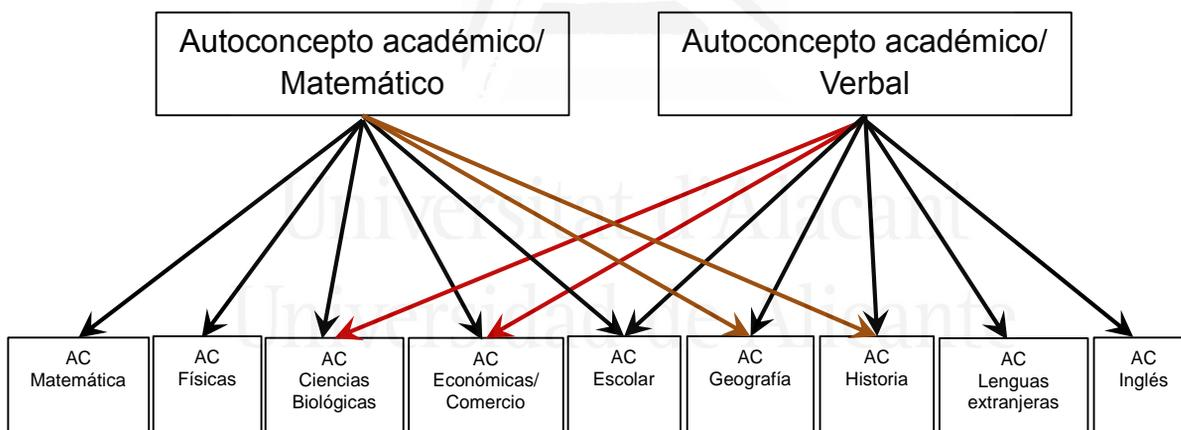 Autoconcepto académico/
Matemático
Autoconcepto académico/
Verbal
Universitat d'Alacant
Universidad de Alicante
AC
Matemática
AC
Físicas
AC
Ciencias
Biológicas
AC
Económicas/
Comercio
AC
Escolar
AC
Geografía
AC
Historia
AC
Lenguas
extranjeras
AC
Inglés